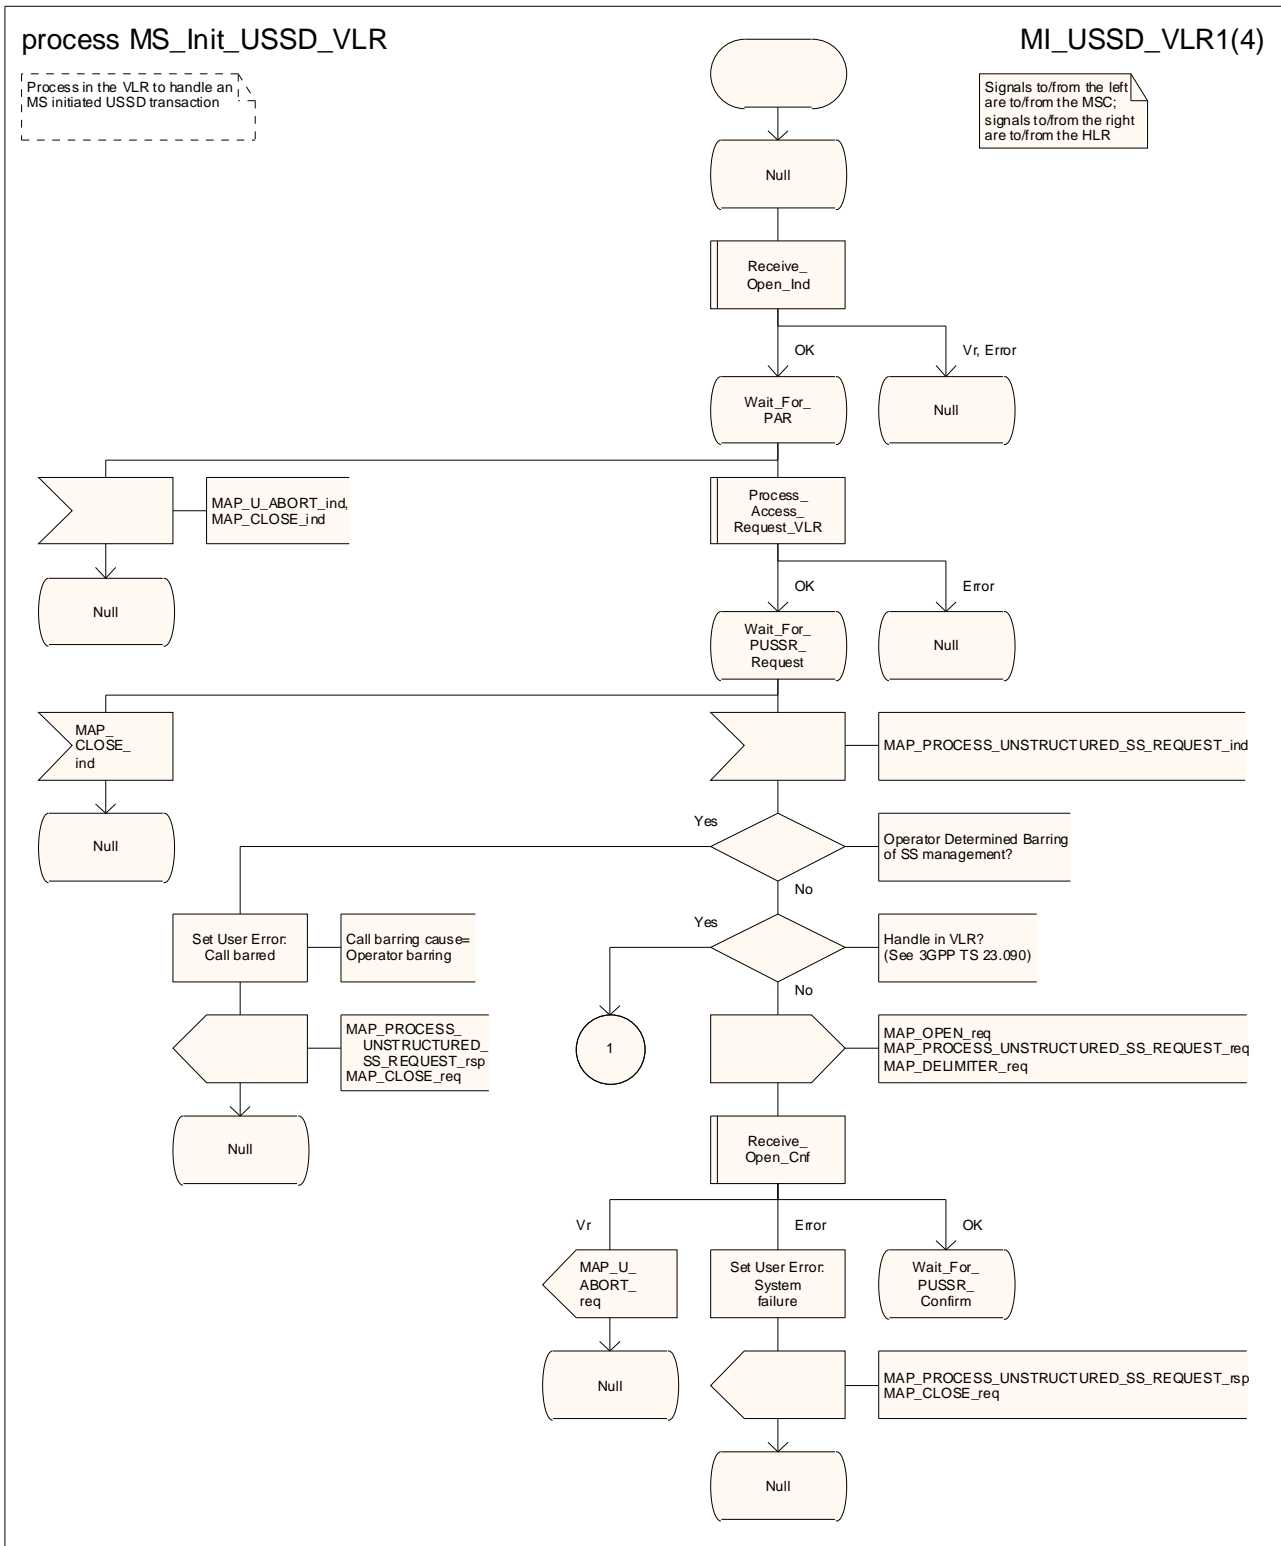 process MS_Init_USSD_VLR
MI_USSD_VLR1(4)
Process in the VLR to handle an
MS initiated USSD transaction
Signals to/from the left
are to/from the MSC;
signals to/from the right
are to/from the HLR
Null
Receive_
Open_Ind
OK
Vr, Error
Wait_For_
PAR
Null
MAP_U_ABORT_ind,
MAP_CLOSE_ind
Process_
Access_
Request_VLR
OK
Error
Null
Wait_For_
PUSSR_
Request
Null
MAP_
CLOSE_
ind
MAP_PROCESS_UNSTRUCTURED_SS_REQUEST_ind
Null
Yes
Operator Determined Barring
of SS management?
No
Set User Error:
Call barred
Call barring cause=
Operator barring
Yes
Handle in VLR?
(See 3GPP TS 23.090)
No
MAP_PROCESS_
UNSTRUCTURED_
SS_REQUEST_rsp
MAP_CLOSE_req
1
MAP_OPEN_req
MAP_PROCESS_UNSTRUCTURED_SS_REQUEST_req
MAP_DELIMITER_req
Null
Receive_
Open_Cnf
Vr
Error
OK
MAP_U_
ABORT_
req
Set User Error:
System
failure
Wait_For_
PUSSR_
Confirm
Null
MAP_PROCESS_UNSTRUCTURED_SS_REQUEST_rsp
MAP_CLOSE_req
Null